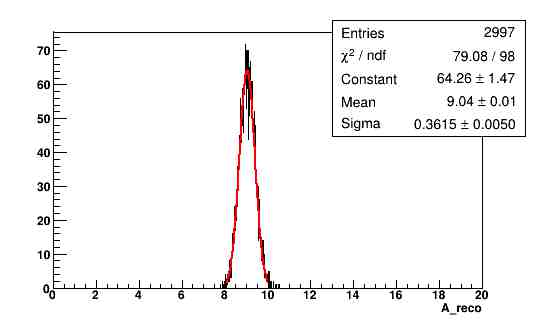 Entries 2997
χ² / ndf 79.08 / 98
Constant 64.26 ± 1.47
Mean 9.04 ± 0.01
Sigma 0.3615 ± 0.0050
70
60
50
40
30
20
10
0
0 2 4 6 8 10 12 14 16 18 20
A_reco